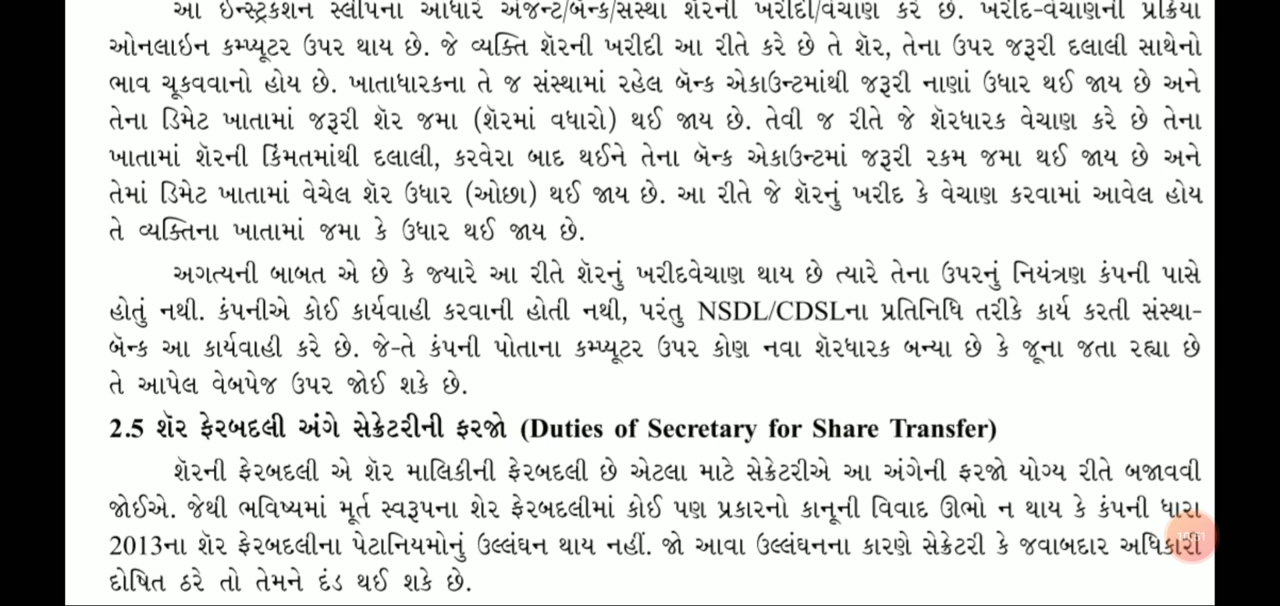 આ ઇન્સ્ટ્રક્શન સ્લીપના આધારે એજન્ટ/બૅન્ક/સંસ્થા શૅરની ખરીદી/વેચાણ કરે છે. ખરીદ-વેચાણની પ્રક્રિયા
ઓનલાઇન કમ્પ્યૂટર ઉપર થાય છે. જે વ્યક્તિ શૅરની ખરીદી આ રીતે કરે છે તે શૅર, તેના ઉપર જરૂરી દલાલી સાથેનો
ભાવ ચૂકવવાનો હોય છે. ખાતાધારકના તે જ સંસ્થામાં રહેલ બૅન્ક એકાઉન્ટમાંથી જરૂરી નાણાં ઉધાર થઈ જાય છે અને
તેના ડિમેટ ખાતામાં જરૂરી શૅર જમા (શૅરમાં વધારો) થઈ જાય છે. તેવી જ રીતે જે શૅરધારક વેચાણ કરે છે તેના
ખાતામાં શૅરની કિંમતમાંથી દલાલી, કરવેરા બાદ થઈને તેના બૅન્ક એકાઉન્ટમાં જરૂરી રકમ જમા થઈ જાય છે અને
તેમાં ડિમેટ ખાતામાં વેચેલ શૅર ઉધાર (ઓછા) થઈ જાય છે. આ રીતે જે શૅરનું ખરીદ કે વેચાણ કરવામાં આવેલ હોય
તે વ્યક્તિના ખાતામાં જમા કે ઉધાર થઈ જાય છે.
અગત્યની બાબત એ છે કે જ્યારે આ રીતે શૅરનું ખરીદવેચાણ થાય છે ત્યારે તેના ઉપરનું નિયંત્રણ કંપની પાસે
હોતું નથી. કંપનીએ કોઈ કાર્યવાહી કરવાની હોતી નથી, પરંતુ NSDL/CDSLના પ્રતિનિધિ તરીકે કાર્ય કરતી સંસ્થા-
બૅન્ક આ કાર્યવાહી કરે છે. જે-તે કંપની પોતાના કમ્પ્યૂટર ઉપર કોણ નવા શૅરધારક બન્યા છે કે જૂના જતા રહ્યા છે
તે આપેલ વેબપેજ ઉપર જોઈ શકે છે.
2.5 શૅર ફેરબદલી અંગે સેક્રેટરીની ફરજો (Duties of Secretary for Share Transfer)
શૅરની ફેરબદલી એ શૅર માલિકીની ફેરબદલી છે એટલા માટે સેક્રેટરીએ આ અંગેની ફરજો યોગ્ય રીતે બજાવવી
જોઈએ. જેથી ભવિષ્યમાં મૂર્ત સ્વરૂપના શેર ફેરબદલીમાં કોઈ પણ પ્રકારનો કાનૂની વિવાદ ઊભો ન થાય કે કંપની ધારા
2013ના શૅર ફેરબદલીના પેટાનિયમોનું ઉલ્લંઘન થાય નહીં. જો આવા ઉલ્લંઘનના કારણે સેક્રેટરી કે જવાબદાર અધિકારી
દોષિત ઠરે તો તેમને દંડ થઈ શકે છે.